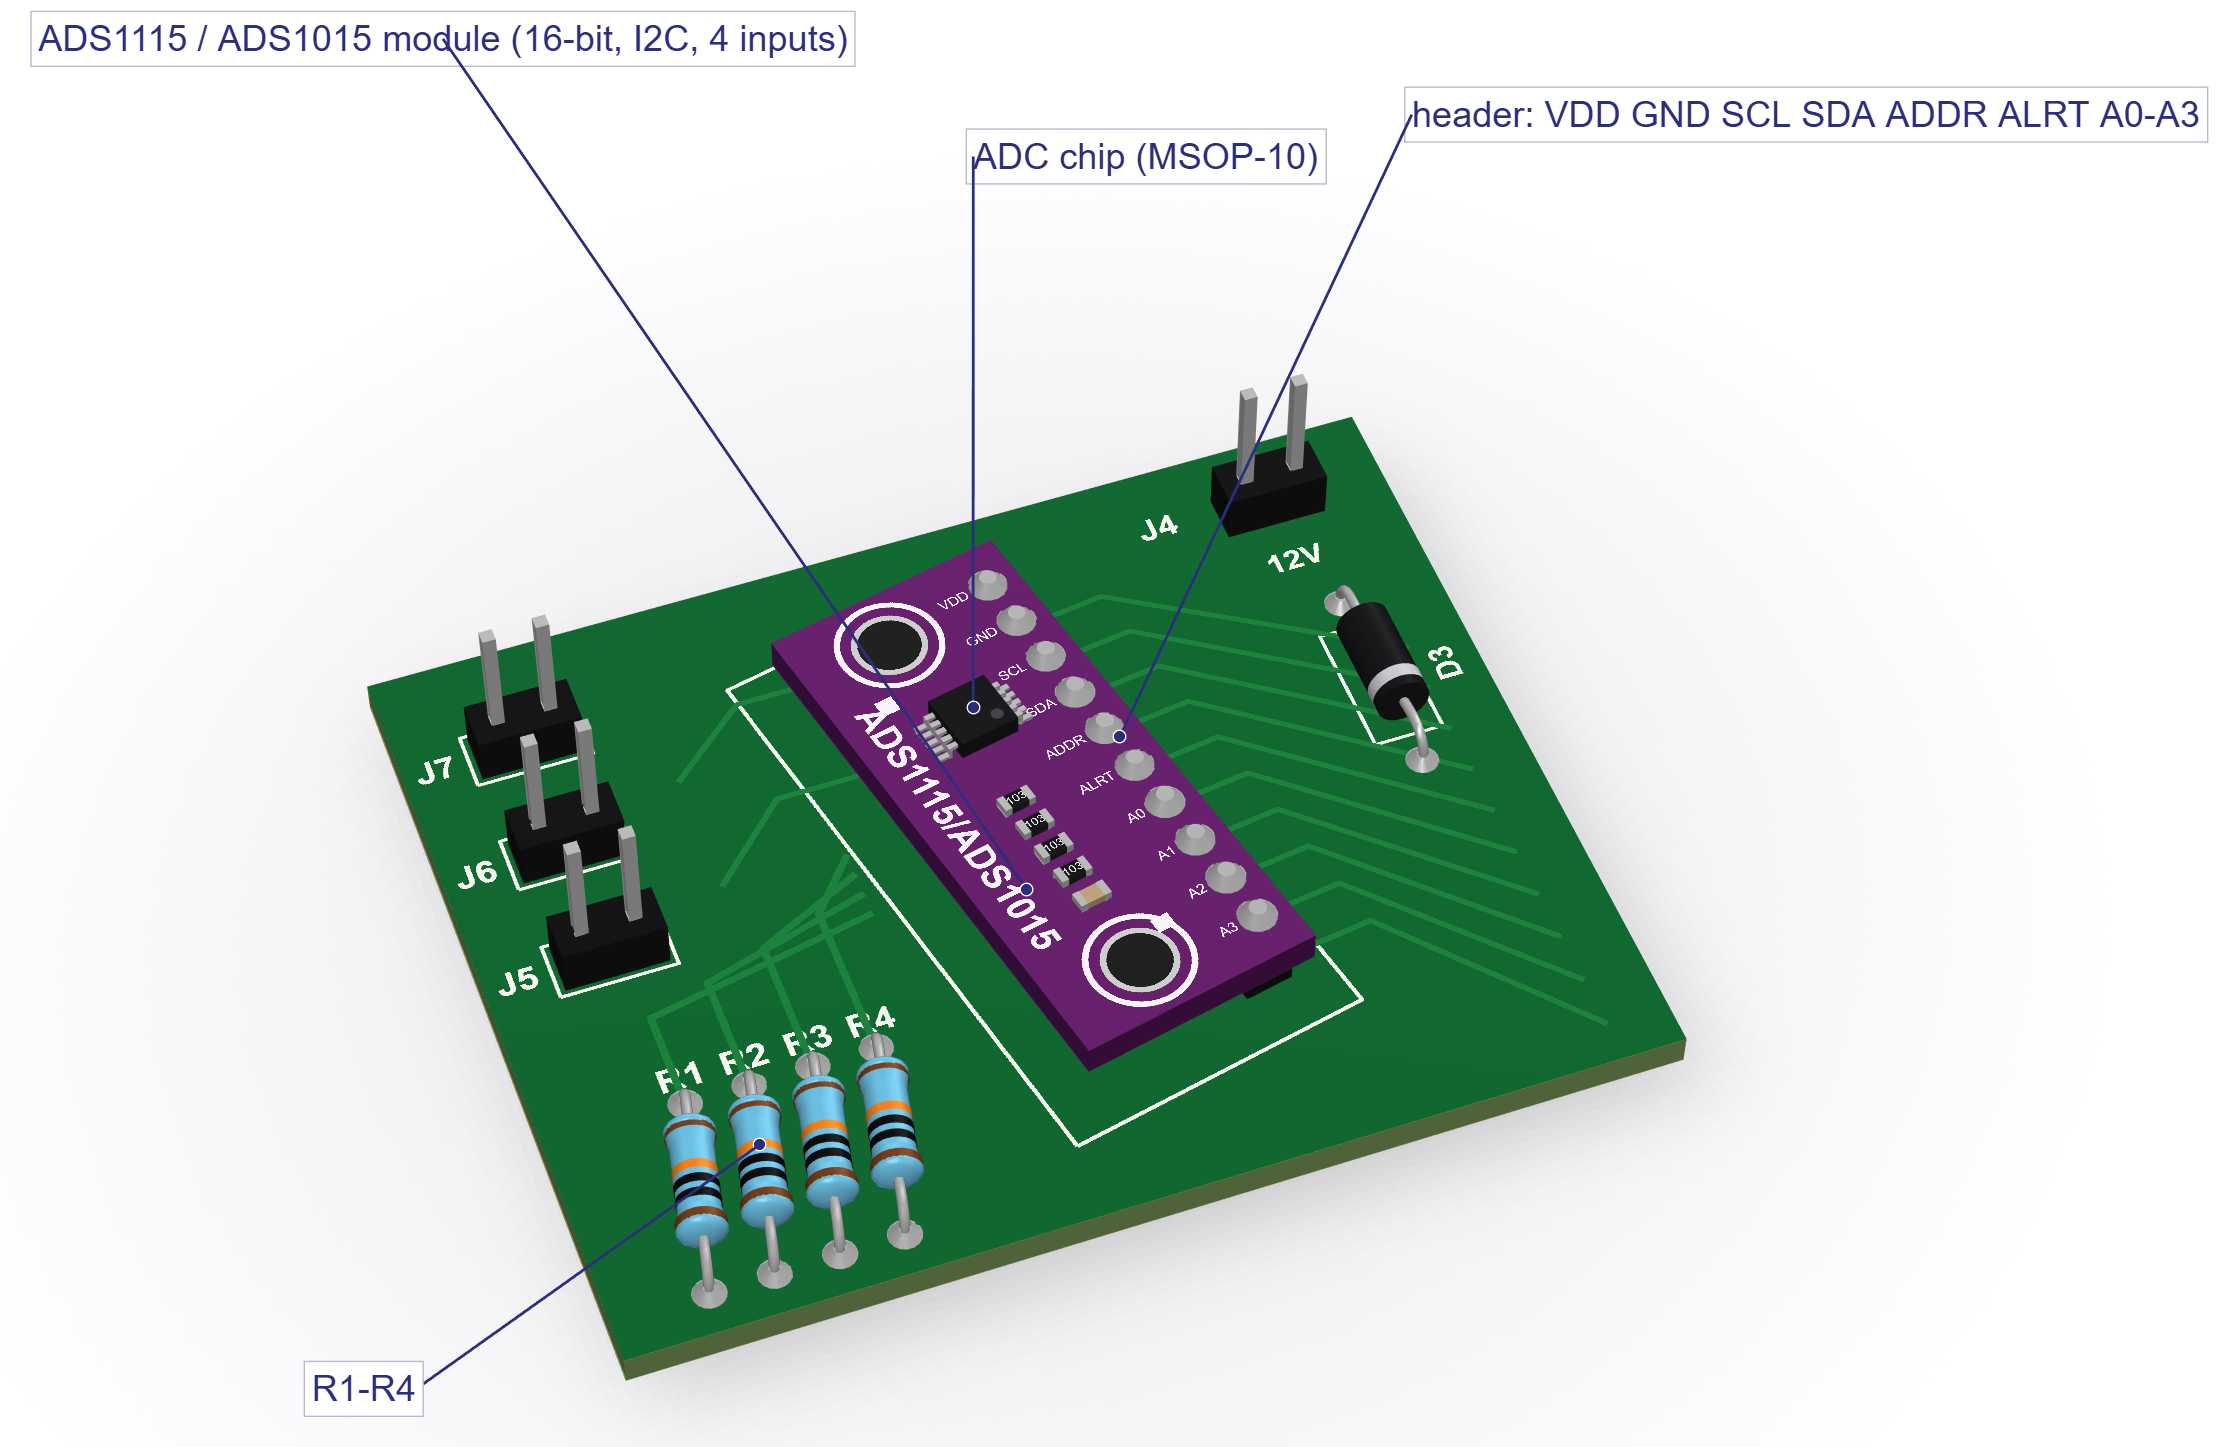 ADS1115 / ADS1015 module (16-bit, I2C, 4 inputs)
header: VDD GND SCL SDA ADDR ALRT A0-A3
ADC chip (MSOP-10)
J4
12V
D3
VDD
GND
SCL
SDA
ADDR
ALRT
A0
A1
A2
A3
ADS1115/ADS1015
103
103
103
103
J7
J6
J5
R1
R2
R3
R4
R1-R4